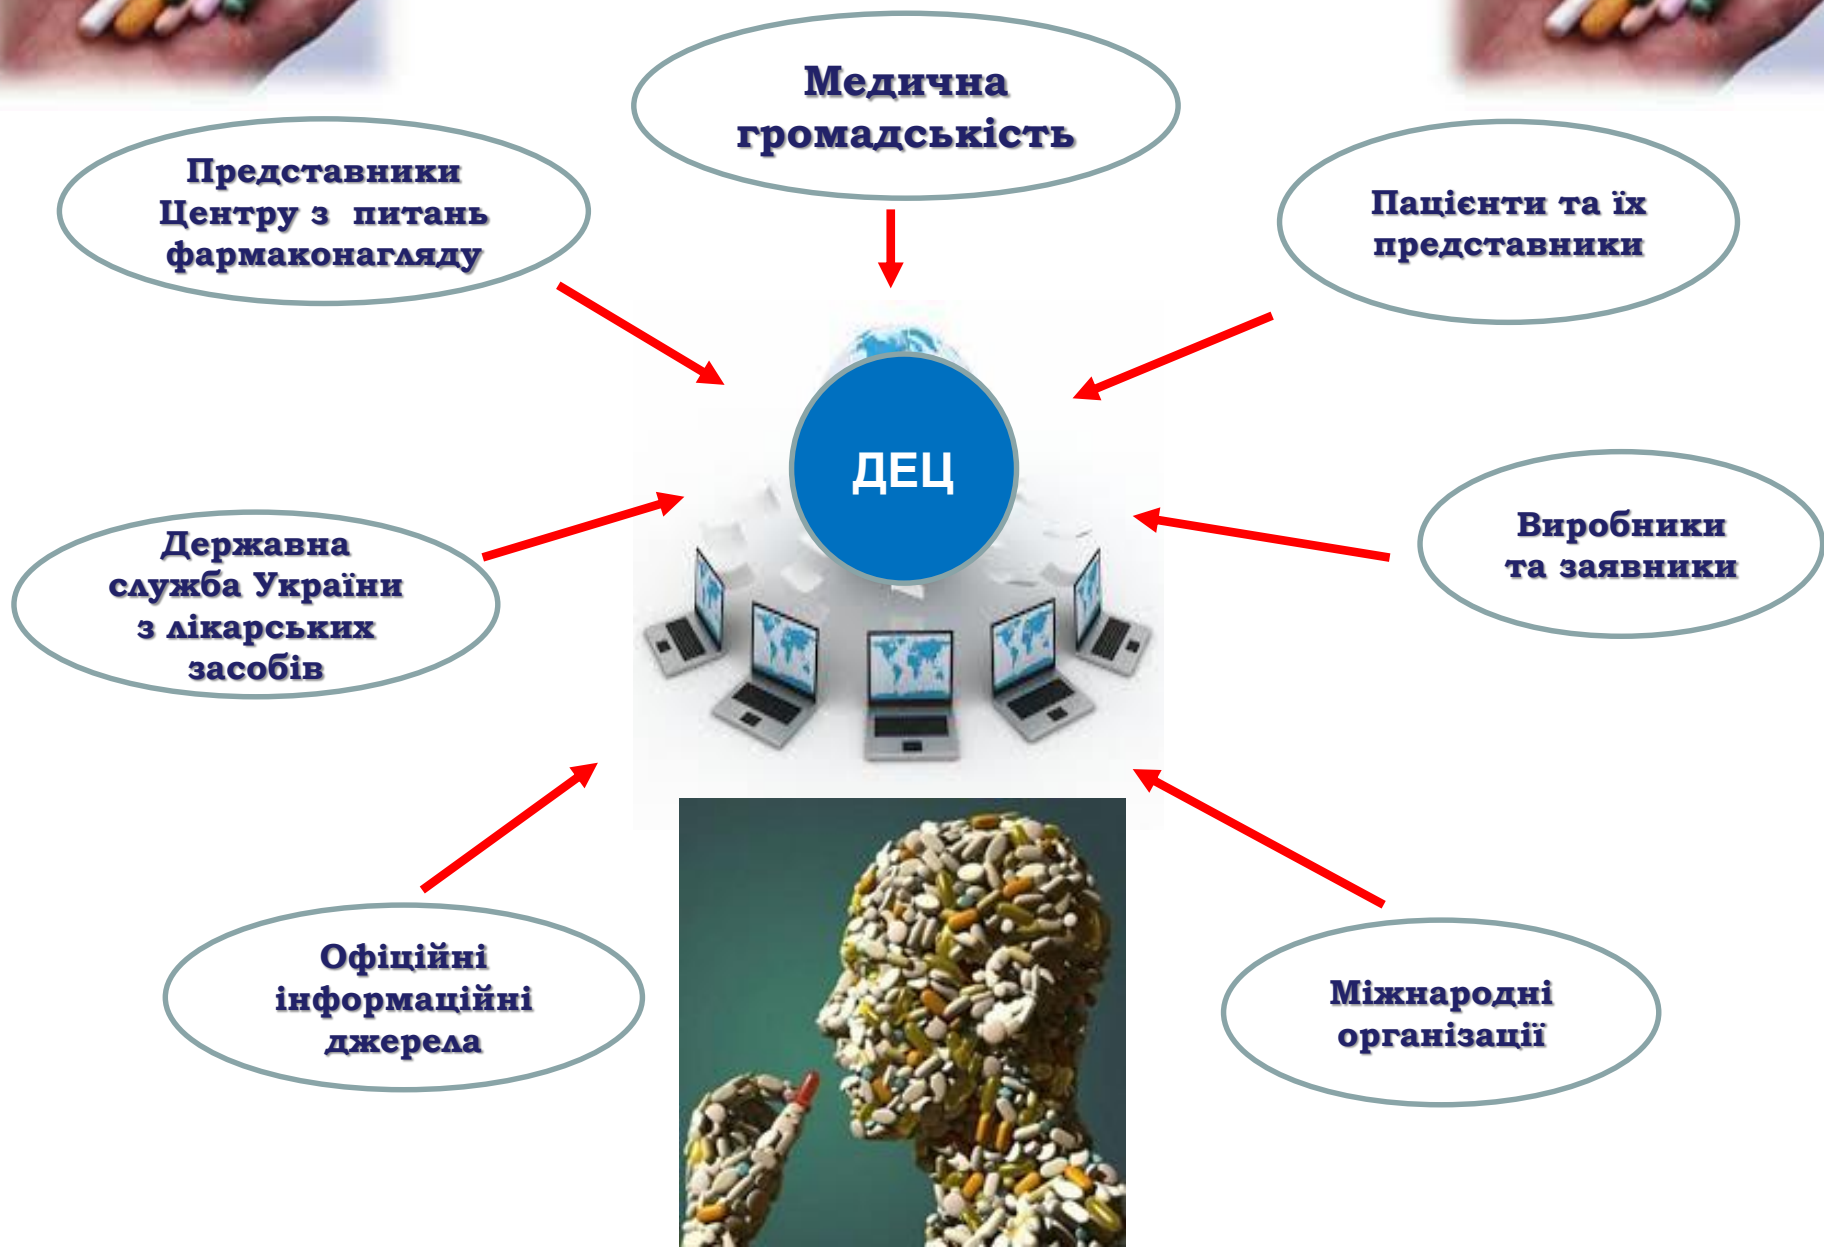 Медична
громадськість
Представники
Центру з питань
фармаконагляду
Пацієнти та їх
представники
ДЕЦ
Державна
служба України
з лікарських
засобів
Виробники
та заявники
Офіційні
інформаційні
джерела
Міжнародні
організації